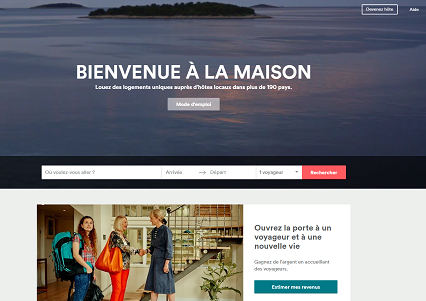 Devenez hôte
Aide
BIENVENUE À LA MAISON
Louez des logements uniques auprès d'hôtes locaux dans plus de 190 pays.
Mode d'emploi
Où voulez-vous aller ?
Arrivée
Départ
1 voyageur
Rechercher
Ouvrez la porte à un
voyageur et à une
nouvelle vie
Gagnez de l'argent en accueillant
des voyageurs.
Estimer mes revenus